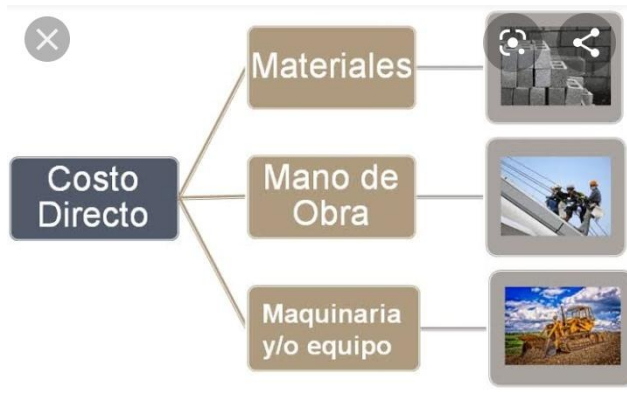 Materiales
Costo
Directo
Mano de
Obra
Maquinaria
y/o equipo